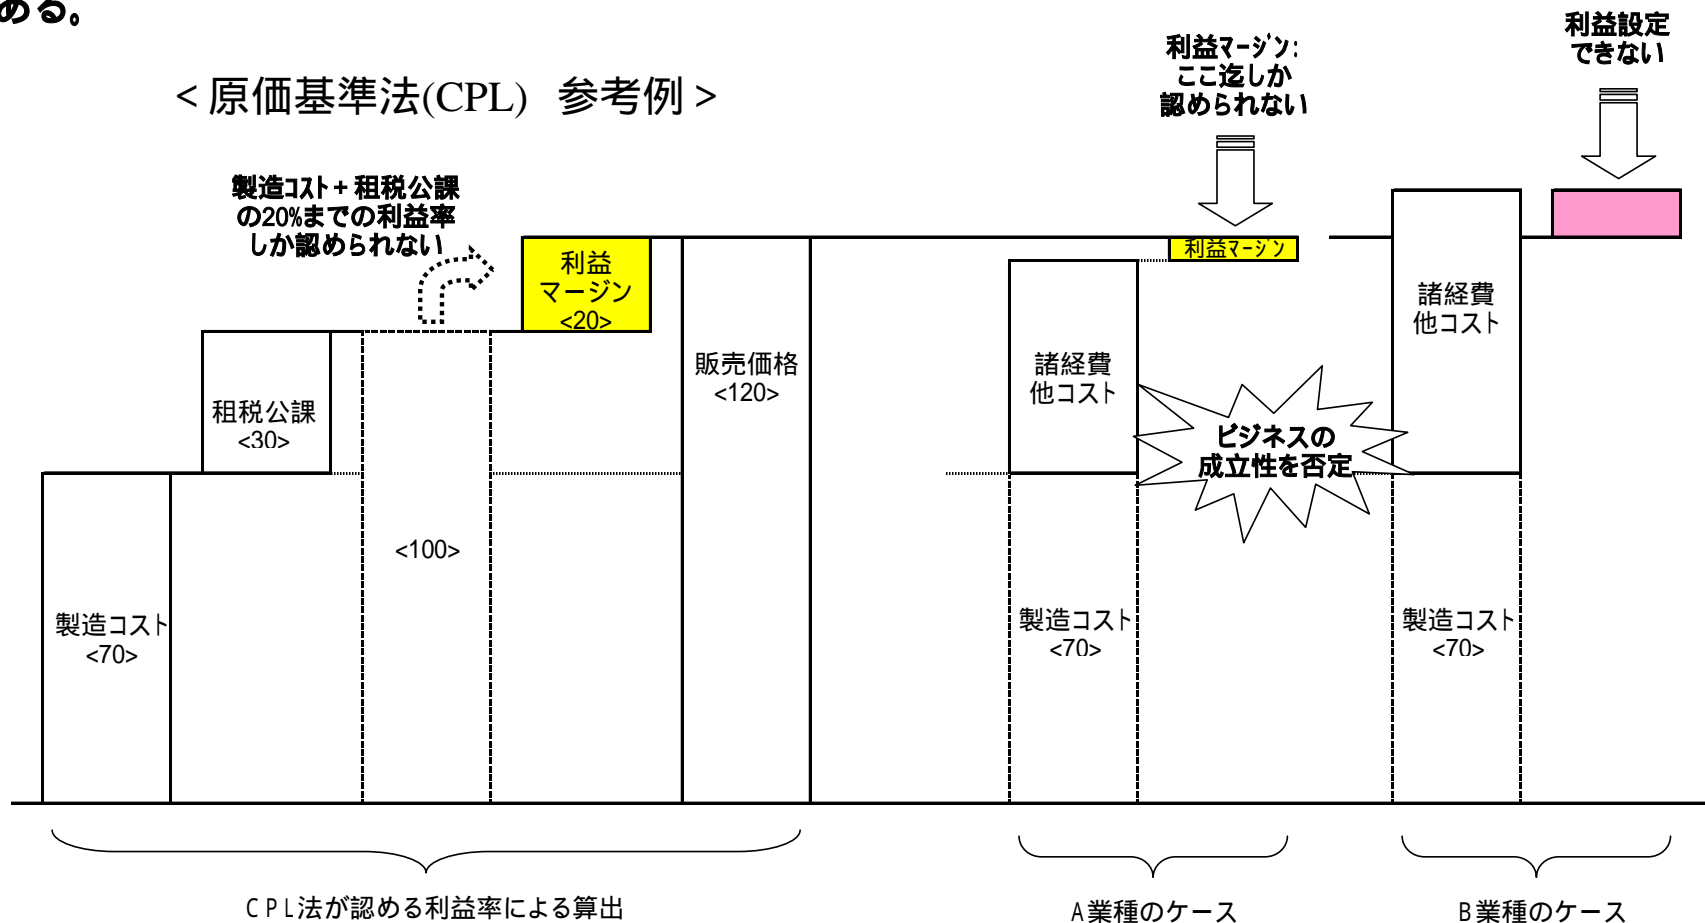 ある。
<原価基準法(CPL) 参考例>
利益ﾏｰｼﾞﾝ:
ここ迄しか
認められない
利益設定
できない
製造ｺｽﾄ+租税公課
の20%までの利益率
しか認められない
利益
マージン
<20>
租税公課
<30>
製造コスト
<70>
<100>
販売価格
<120>
利益ﾏｰｼﾞﾝ
諸経費
他コスト
製造コスト
<70>
ビジネスの
成立性を否定
諸経費
他コスト
製造コスト
<70>
CPL法が認める利益率による算出
A業種のケース
B業種のケース